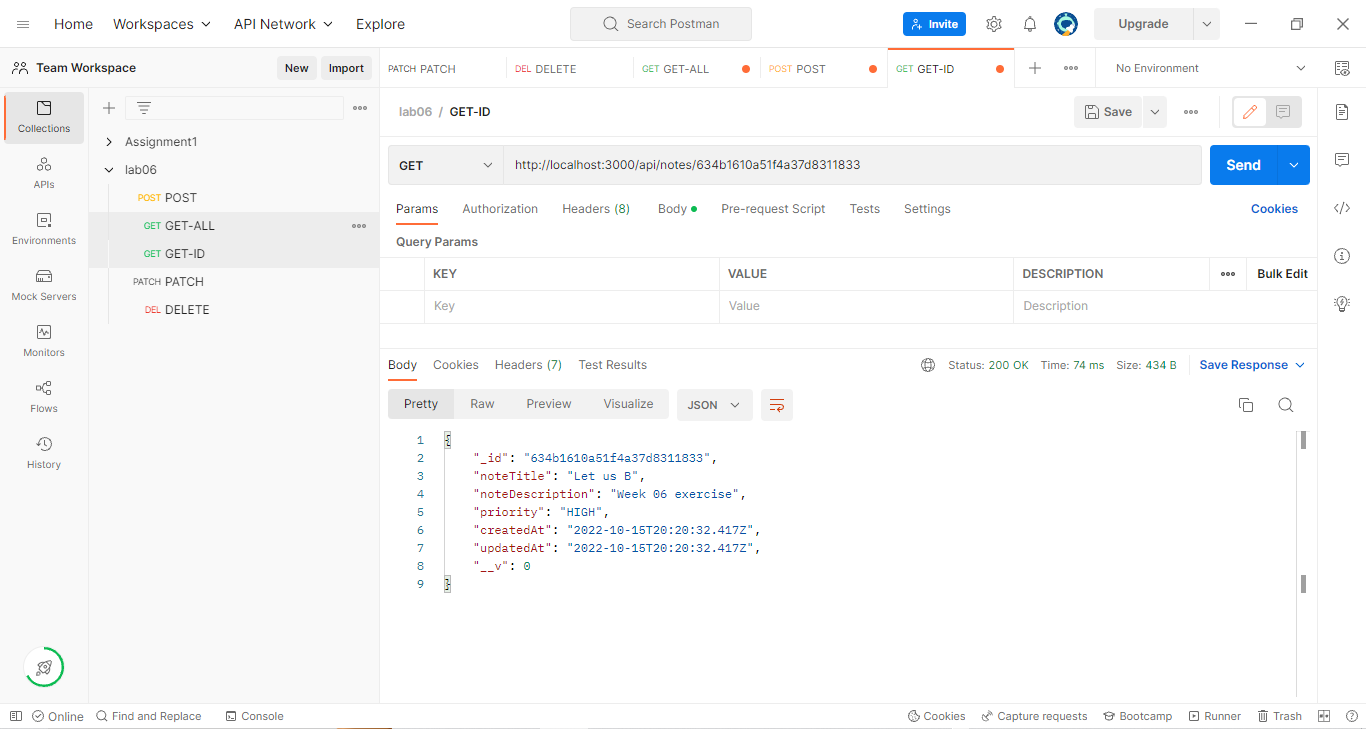 Home Workspaces API Network Explore Search Postman Invite Upgrade
Team Workspace New Import PATCH PATCH DEL DELETE GET GET-ALL POST POST GET GET-ID No Environment
Collections
APIs
Environments
Mock Servers
Monitors
Flows
History
Assignment1
lab06
POST POST
GET GET-ALL
GET GET-ID
PATCH PATCH
DEL DELETE
lab06 / GET-ID Save
GET http://localhost:3000/api/notes/634b1610a51f4a37d8311833 Send
Params Authorization Headers (8) Body Pre-request Script Tests Settings Cookies
Query Params
KEY VALUE DESCRIPTION Bulk Edit
Key Value Description
Body Cookies Headers (7) Test Results Status: 200 OK Time: 74 ms Size: 434 B Save Response
Pretty Raw Preview Visualize JSON
1 {
2 "_id": "634b1610a51f4a37d8311833",
3 "noteTitle": "Let us B",
4 "noteDescription": "Week 06 exercise",
5 "priority": "HIGH",
6 "createdAt": "2022-10-15T20:20:32.417Z",
7 "updatedAt": "2022-10-15T20:20:32.417Z",
8 "__v": 0
9 }
Online Find and Replace Console Cookies Capture requests Bootcamp Runner Trash